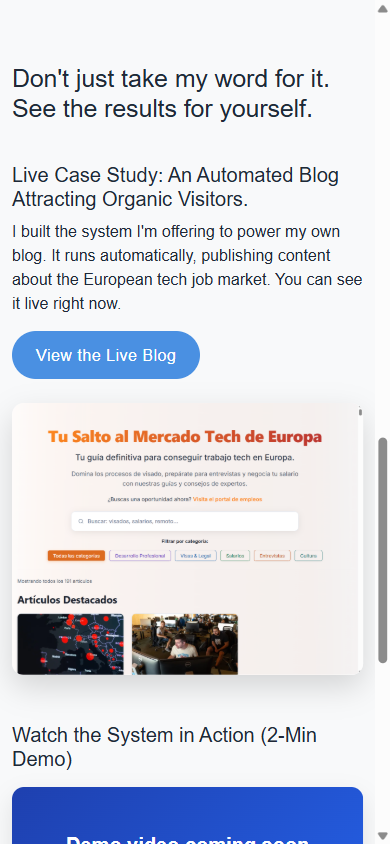 Don't just take my word for it.
See the results for yourself.
Live Case Study: An Automated Blog
Attracting Organic Visitors.
I built the system I'm offering to power my own
blog. It runs automatically, publishing content
about the European tech job market. You can see
it live right now.
View the Live Blog
Tu Salto al Mercado Tech de Europa
Tu guía definitiva para conseguir trabajo tech en Europa.
Domina los procesos de visado, prepárate para entrevistas y negocia tu salario
con nuestras guías y consejos de expertos.
¿Buscas una oportunidad ahora? Visita el portal de empleos
Buscar: visados, salarios, remoto...
Filtrar por categoría:
Todas las categorías Desarrollo Profesional Visas & Legal Salarios Entrevistas Cultura
Mostrando todos los 191 artículos
Artículos Destacados
Watch the System in Action (2-Min
Demo)
Demo video coming soon